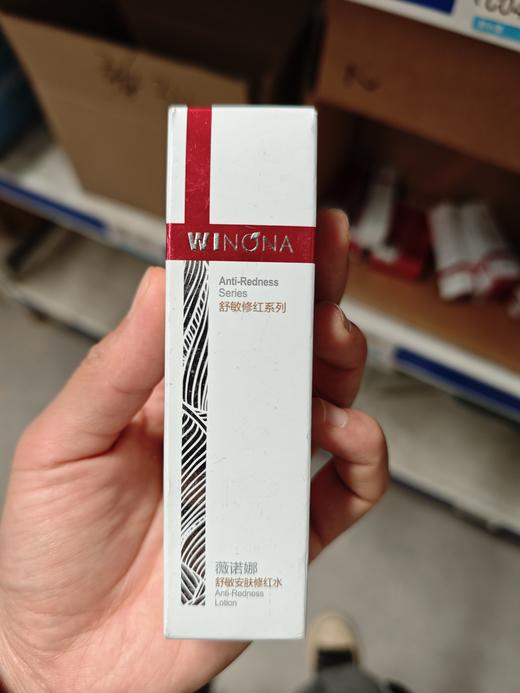 WINONA
Anti-Redness
Series
舒敏修红系列
薇诺娜
舒敏安肤修红水
Anti-Redness
Lotion